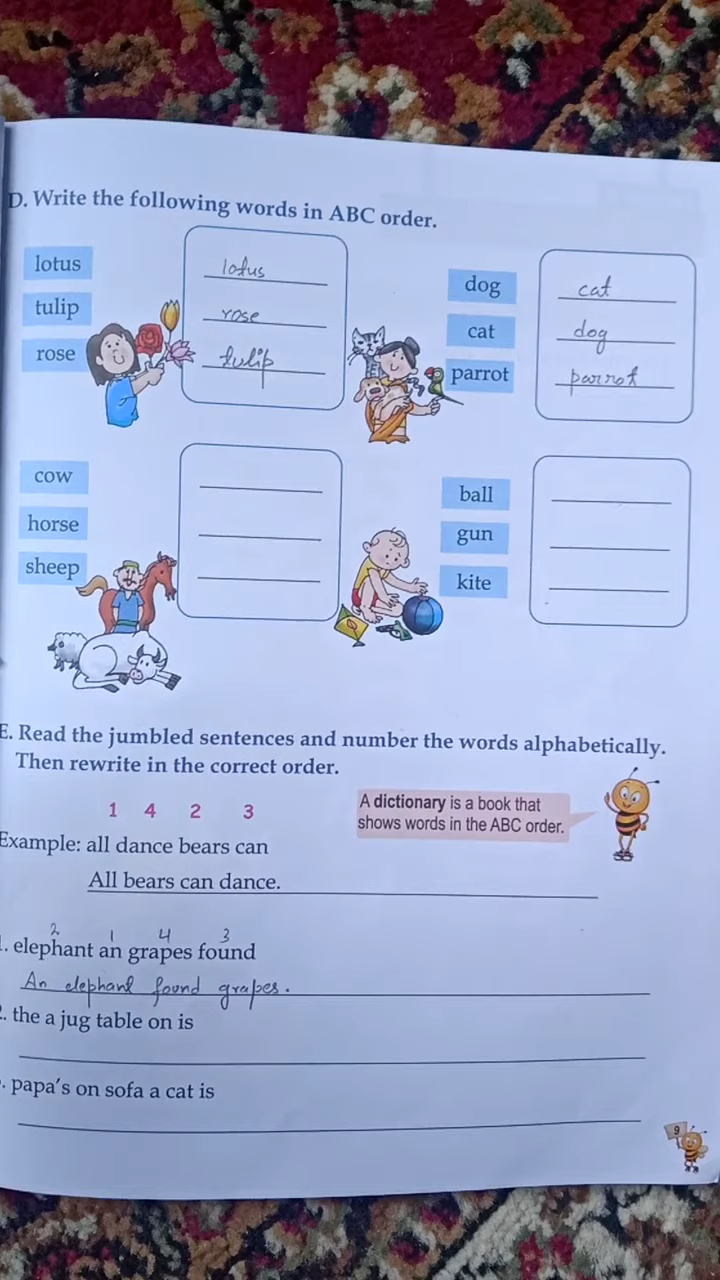 D. Write the following words in ABC order.
lotus
tulip
rose
lotus
rose
tulip
dog
cat
parrot
cat
dog
parrot
cow
horse
sheep
ball
gun
kite
E. Read the jumbled sentences and number the words alphabetically.
Then rewrite in the correct order.
1 4 2 3
Example: all dance bears can
All bears can dance.
A dictionary is a book that
shows words in the ABC order.
2 1 4 3
1. elephant an grapes found
An elephant found grapes.
2. the a jug table on is
. papa's on sofa a cat is
9